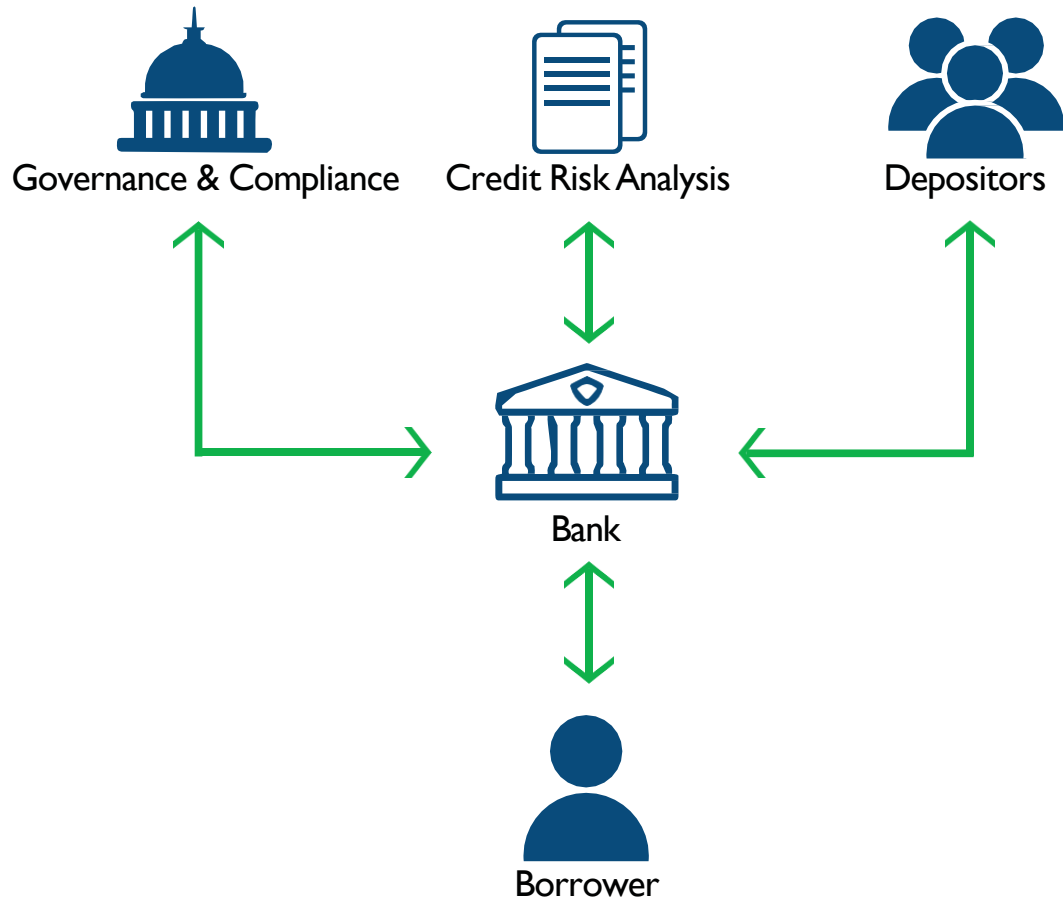 Governance & Compliance
Credit Risk Analysis
Depositors
Bank
Borrower